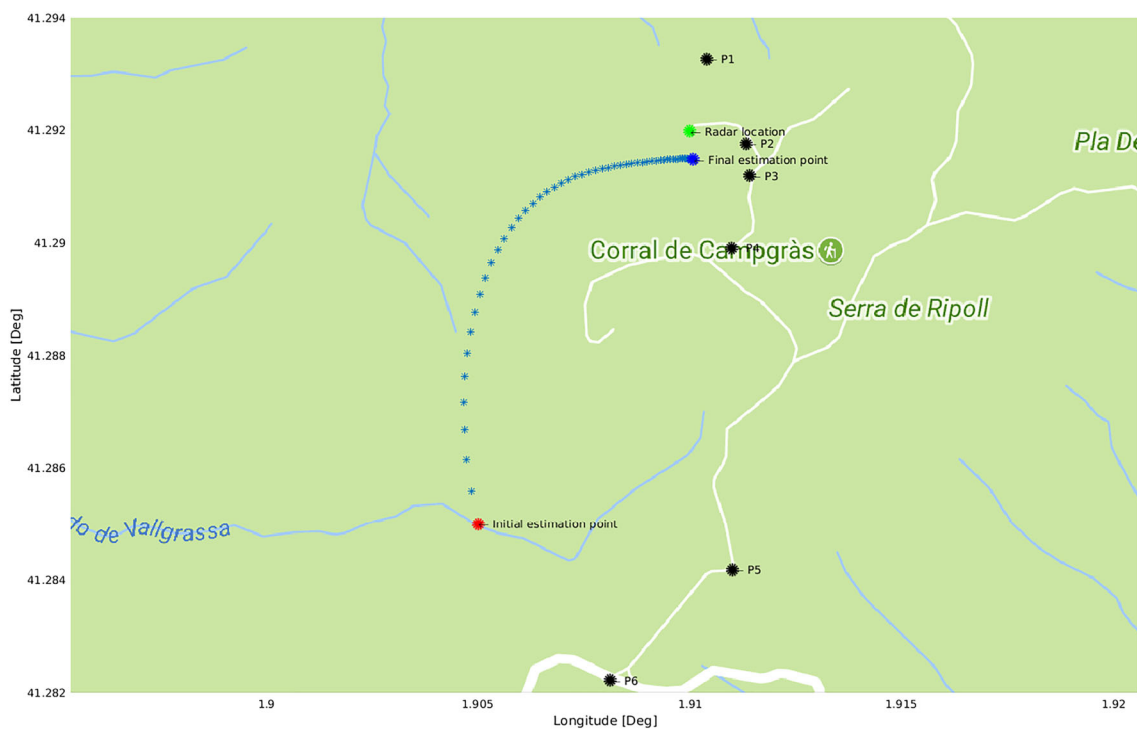 41.294
P1
41.292
Radar location
P2
Pla De
Final estimation point
P3
41.29
Corral de Campgràs
P4
Serra de Ripoll
41.288
Latitude [Deg]
41.286
Initial estimation point
do de Vallgrassa
41.284
P5
41.282
P6
1.9
1.905
1.91
1.915
1.92
Longitude [Deg]